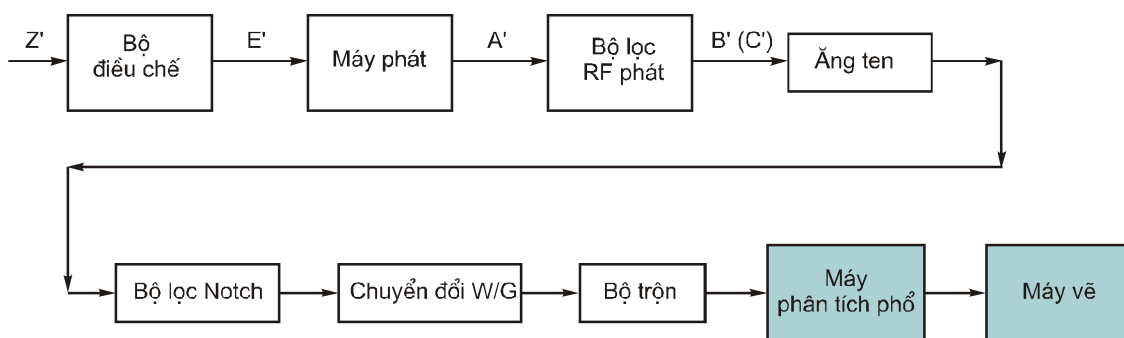 Z'
Bộ
điều chế
E'
Máy phát
A'
Bộ lọc
RF phát
B' (C')
Ăng ten
Bộ lọc Notch
Chuyển đổi W/G
Bộ trộn
Máy
phân tích phổ
Máy vẽ